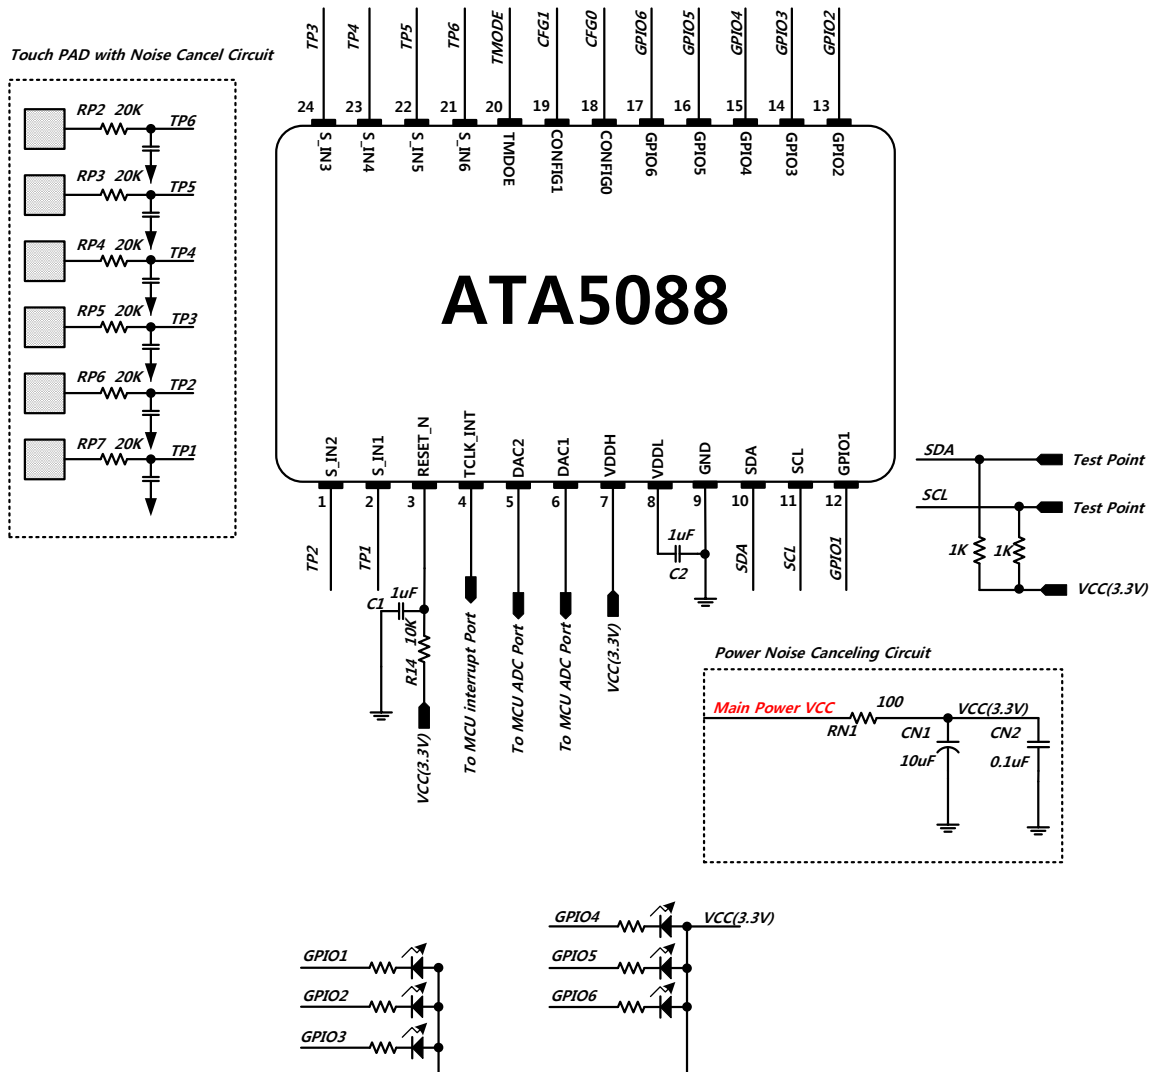 TP3 TP4 TP5 TP6 TMODE CFG1 CFG0 GPIO6 GPIO5 GPIO4 GPIO3 GPIO2
Touch PAD with Noise Cancel Circuit
24 23 22 21 20 19 18 17 16 15 14 13
S_IN3 S_IN4 S_IN5 S_IN6 TMDOE CONFIG1 CONFIG0 GPIO6 GPIO5 GPIO4 GPIO3 GPIO2
RP2 20K TP6
RP3 20K TP5
RP4 20K TP4
RP5 20K TP3
RP6 20K TP2
RP7 20K TP1
ATA5088
S_IN2 S_IN1 RESET_N TCLK_INT DAC2 DAC1 VDDH VDDL GND SDA SCL GPIO1
1 2 3 4 5 6 7 8 9 10 11 12
TP2 TP1
1uF
C2
SDA SCL GPIO1
SDA Test Point
SCL Test Point
1K 1K
VCC(3.3V)
1uF
C1
R14 10K
VCC(3.3V)
To MCU interrupt Port
To MCU ADC Port
To MCU ADC Port
VCC(3.3V)
Power Noise Canceling Circuit
Main Power VCC
100
RN1
VCC(3.3V)
CN1 CN2
10uF 0.1uF
GPIO4 VCC(3.3V)
GPIO5
GPIO6
GPIO1
GPIO2
GPIO3